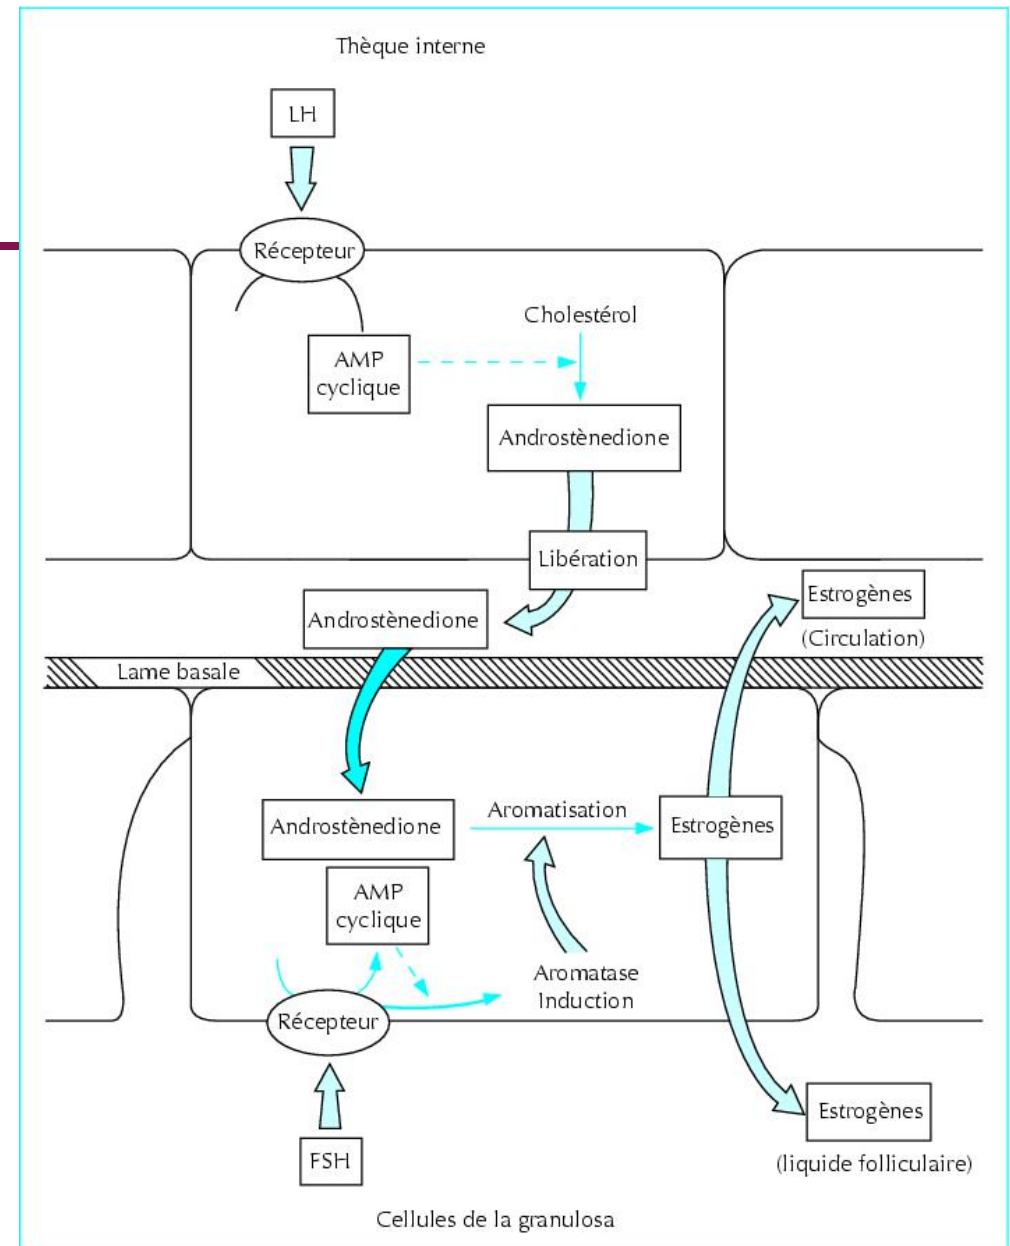 Thèque interne
LH
Récepteur
Cholestérol
AMP
cyclique
Androstènedione
Libération
Androstènedione
Estrogènes
(Circulation)
Lame basale
Androstènedione
Aromatisation
Estrogènes
AMP
cyclique
Aromatase
Induction
Récepteur
FSH
Estrogènes
(liquide folliculaire)
Cellules de la granulosa